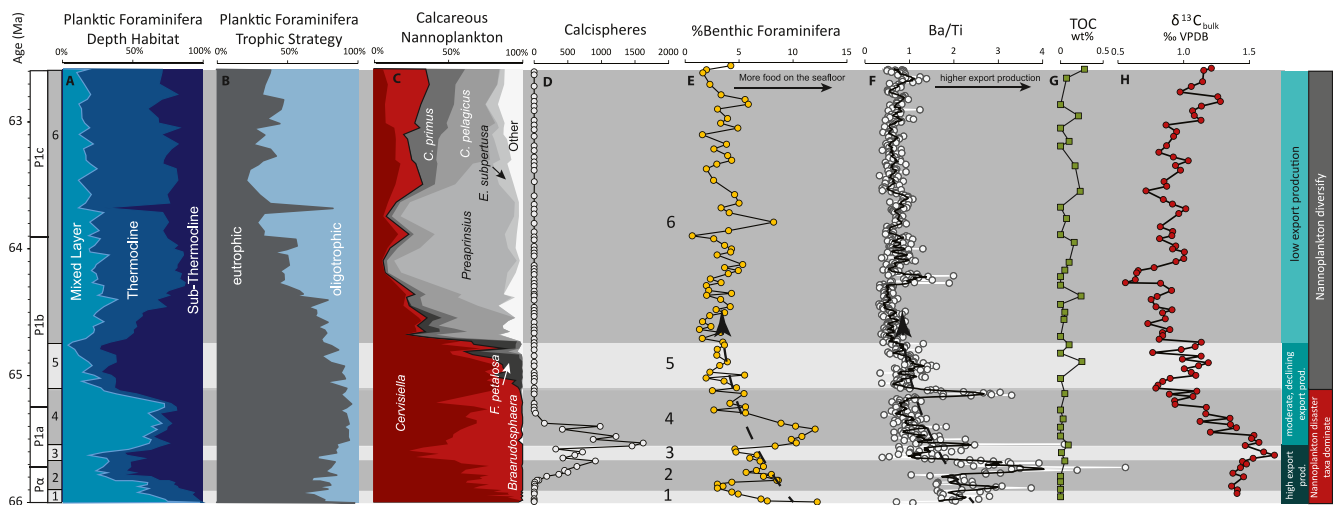 Age (Ma)
63
64
65
66
P1c
P1b
P1a
Pα
6
5
4
3
2
1
Planktic Foraminifera
Depth Habitat
0% 50% 100%
A
Mixed Layer
Thermocline
Sub-Thermocline
Planktic Foraminifera
Trophic Strategy
0% 50% 100%
B
eutrophic
oligotrophic
Calcareous
Nannoplankton
0% 50% 100%
C
C. primus
C. pelagicus
E. subpertusa
Other
Praeprinsius
Cervisiella
F. petalosa
Braarudosphaera
Calcispheres
0 500 1000 1500 2000
D
%Benthic Foraminifera
0 5 10 15
E
More food on the seafloor
6
5
4
3
2
1
Ba/Ti
0 1 2 3 4
F
higher export production
TOC
wt%
0 0.5
G
δ¹³C bulk
‰ VPDB
0.5 1.0 1.5
H
low export prodcution
moderate, declining
export prod.
high export
prod.
Nannoplankton diversify
Nannoplankton disaster
taxa dominate